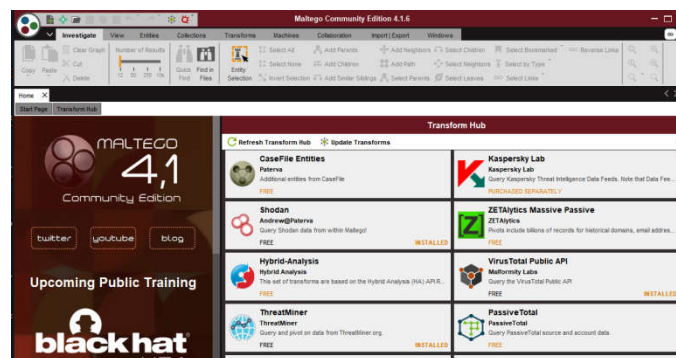 Maltego Community Edition 4.1.6
Investigate View Entities Collections Transforms Machines Collaboration Import | Export Windows
Copy Paste Clear Graph Number of Results Quick Find Find in Files Entity Selection Select All Add Parents Add Neighbors Select Children Select Bookmarked Reverse Links
Cut Select None Add Children Add Path Select Neighbors Select by Type
Delete 12 50 255 10k Invert Selection Add Similar Siblings Select Parents Select Leaves Select Links
Home X
Start Page Transform Hub
Transform Hub
Refresh Transform Hub Update Transforms
MALTEGO
4,1
Community Edition
twitter youtube blog
Upcoming Public Training
black hat
CaseFile Entities
Paterva
Additional entities from CaseFile
FREE
Kaspersky Lab
Kaspersky Lab
Query Kaspersky Threat Intelligence Data Feeds. Note that Data Fee...
PURCHASED SEPARATELY
Shodan
Andrew@Paterva
Query Shodan data from within Maltego!
FREE INSTALLED
ZETAlytics Massive Passive
ZETAlytics
Pivots include billions of records for historical domains, email addres...
FREE
Hybrid-Analysis
Hybrid Analysis
This set of transforms are based on the Hybrid Analysis (HA) API R...
FREE
VirusTotal Public API
Malformity Labs
Query the VirusTotal Public API
FREE INSTALLED
ThreatMiner
ThreatMiner
Query and pivot on data from ThreatMiner.org.
FREE INSTALLED
PassiveTotal
PassiveTotal
Query PassiveTotal source and account data.
FREE